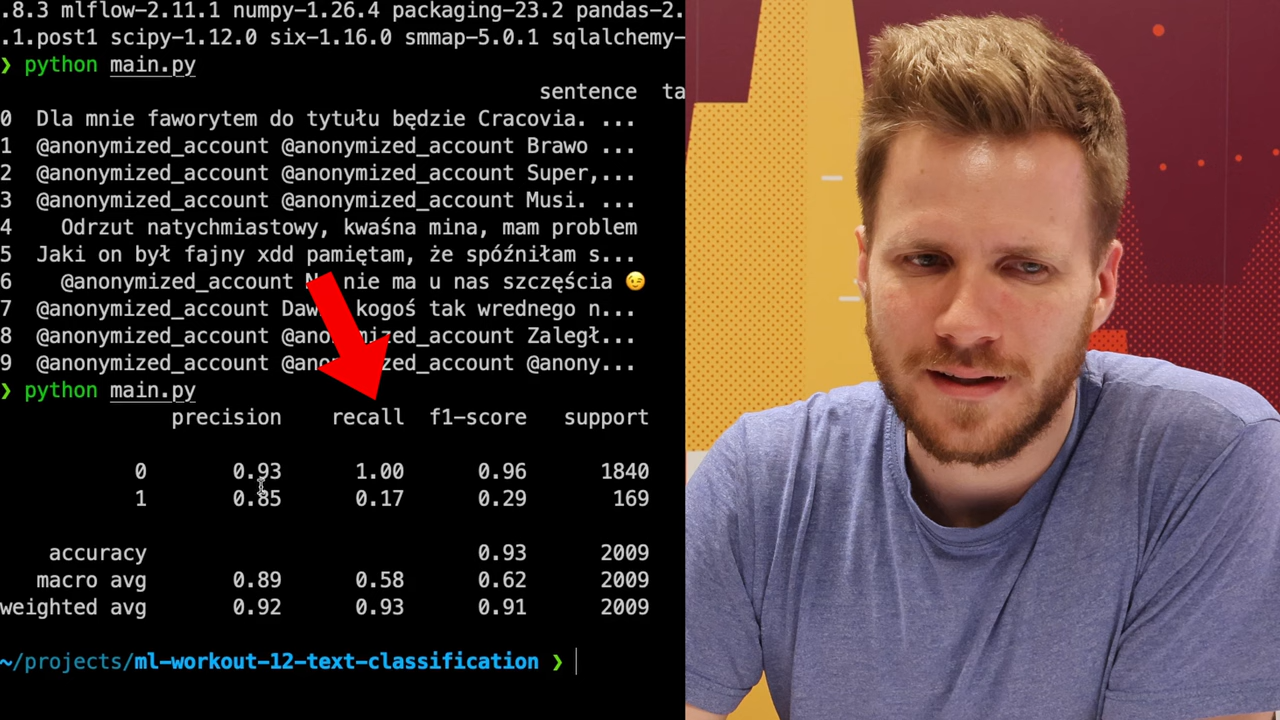 .8.3 mlflow-2.11.1 numpy-1.26.4 packaging-23.2 pandas-2.
.1.post1 scipy-1.12.0 six-1.16.0 smmap-5.0.1 sqlalchemy-
❯ python main.py
sentence ta
0 Dla mnie faworytem do tytułu będzie Cracovia. ...
1 @anonymized_account @anonymized_account Brawo ...
2 @anonymized_account @anonymized_account Super,...
3 @anonymized_account @anonymized_account Musi. ...
4 Odrzut natychmiastowy, kwaśna mina, mam problem
5 Jaki on był fajny xdd pamiętam, że spóźniłam s...
6 @anonymized_account nie ma u nas szczęścia 😉
7 @anonymized_account kogoś tak wrednego n...
8 @anonymized_account @anonymized_account Zaległ...
9 @anonymized_account @anonymized_account @anony...
❯ python main.py
precision recall f1-score support
0 0.93 1.00 0.96 1840
1 0.85 0.17 0.29 169
accuracy 0.93 2009
macro avg 0.89 0.58 0.62 2009
weighted avg 0.92 0.93 0.91 2009
~/projects/ml-workout-12-text-classification ❯